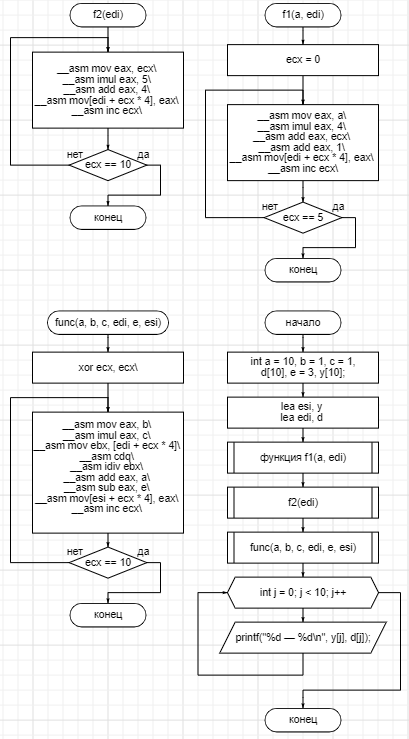 f2(edi)
__asm mov eax, ecx\
__asm imul eax, 5\
__asm add eax, 4\
__asm mov[edi + ecx * 4], eax\
__asm inc ecx\
нет
да
ecx == 10
конец
f1(a, edi)
ecx = 0
__asm mov eax, a\
__asm imul eax, 4\
__asm add eax, ecx\
__asm add eax, 1\
__asm mov[edi + ecx * 4], eax\
__asm inc ecx\
нет
да
ecx == 5
конец
func(a, b, c, edi, e, esi)
xor ecx, ecx\
__asm mov eax, b\
__asm imul eax, c\
__asm mov ebx, [edi + ecx * 4]\
__asm cdq\
__asm idiv ebx\
__asm add eax, a\
__asm sub eax, e\
__asm mov[esi + ecx * 4], eax\
__asm inc ecx\
нет
да
ecx == 10
конец
начало
int a = 10, b = 1, c = 1,
d[10], e = 3, y[10];
lea esi, y
lea edi, d
функция f1(a, edi)
f2(edi)
func(a, b, c, edi, e, esi)
int j = 0; j < 10; j++
printf("%d — %d\n", y[j], d[j]);
конец